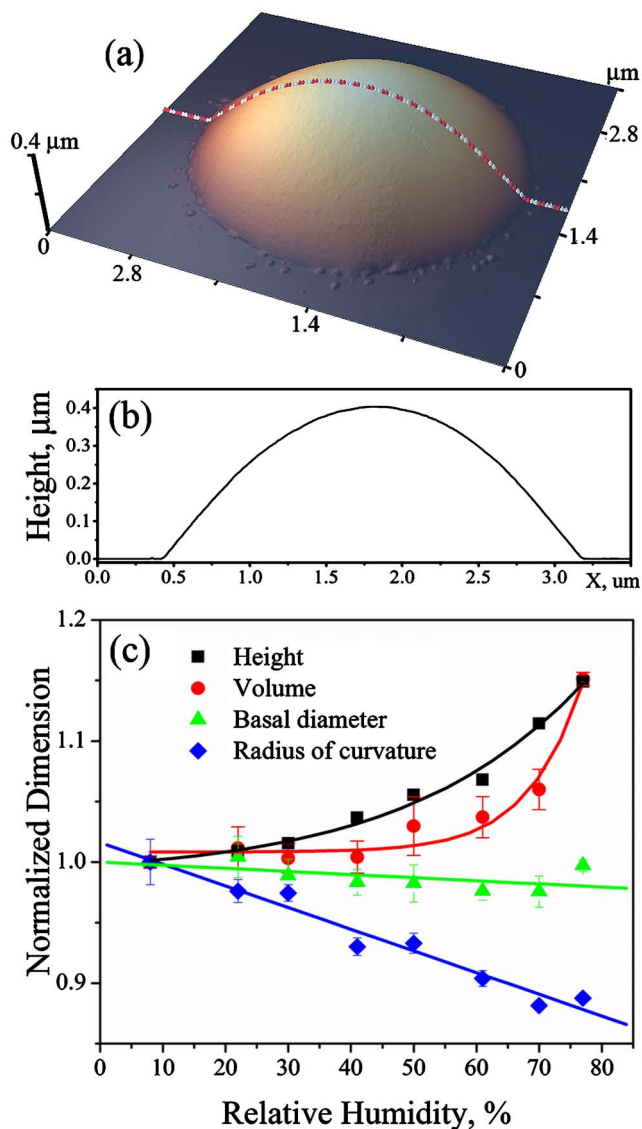 (a)
μm
0.4 μm
2.8
1.4
0
2.8
1.4
0
(b)
Height, μm
0.4
0.3
0.2
0.1
0.0
0.0 0.5 1.0 1.5 2.0 2.5 3.0 X, um
(c)
Height
Volume
Basal diameter
Radius of curvature
Normalized Dimension
1.2
1.1
1.0
0.9
0 10 20 30 40 50 60 70 80
Relative Humidity, %